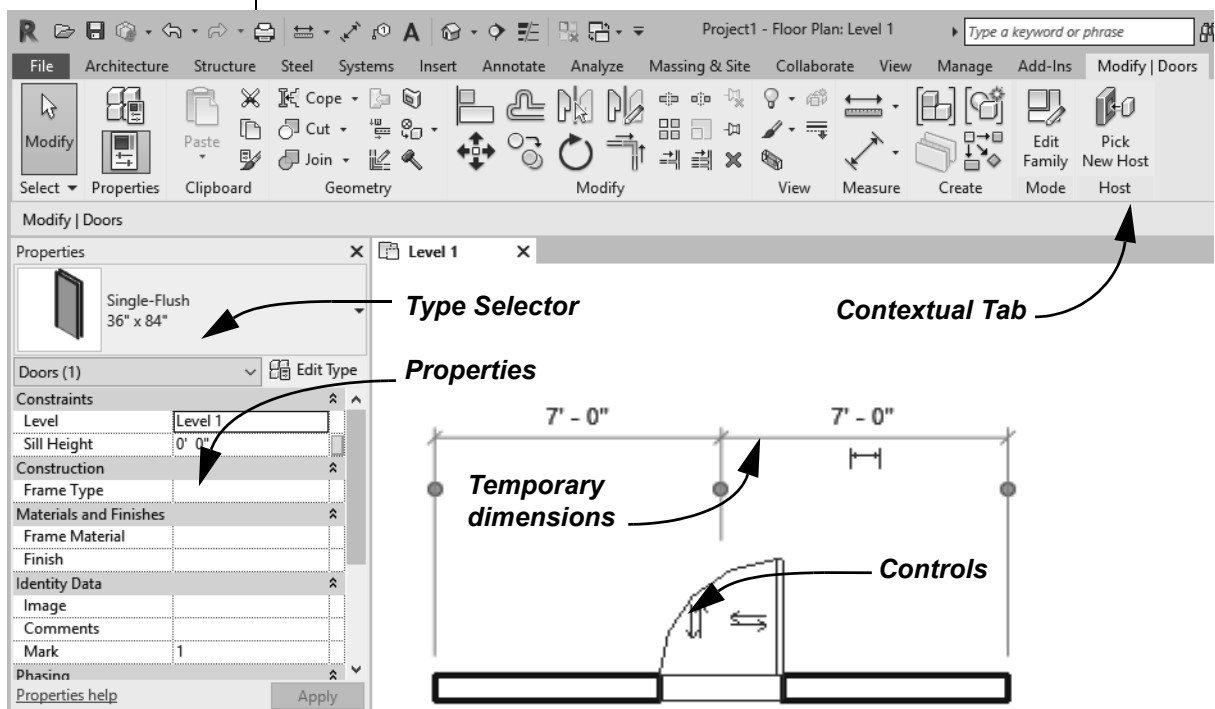 R A Project1 - Floor Plan: Level 1 Type a keyword or phrase
File Architecture Structure Steel Systems Insert Annotate Analyze Massing & Site Collaborate View Manage Add-Ins Modify | Doors
Modify
Paste
Cope
Cut
Join
Edit
Family
Pick
New Host
Select Properties Clipboard Geometry Modify View Measure Create Mode Host
Modify | Doors
Properties
Level 1
Single-Flush
36" x 84"
Type Selector
Contextual Tab
Doors (1)
Edit Type
Properties
Constraints
Level Level 1
Sill Height 0' 0"
Construction
Frame Type
Materials and Finishes
Frame Material
Finish
Identity Data
Image
Comments
Mark 1
Phasing
Properties help Apply
7' - 0" 7' - 0"
Temporary
dimensions
Controls